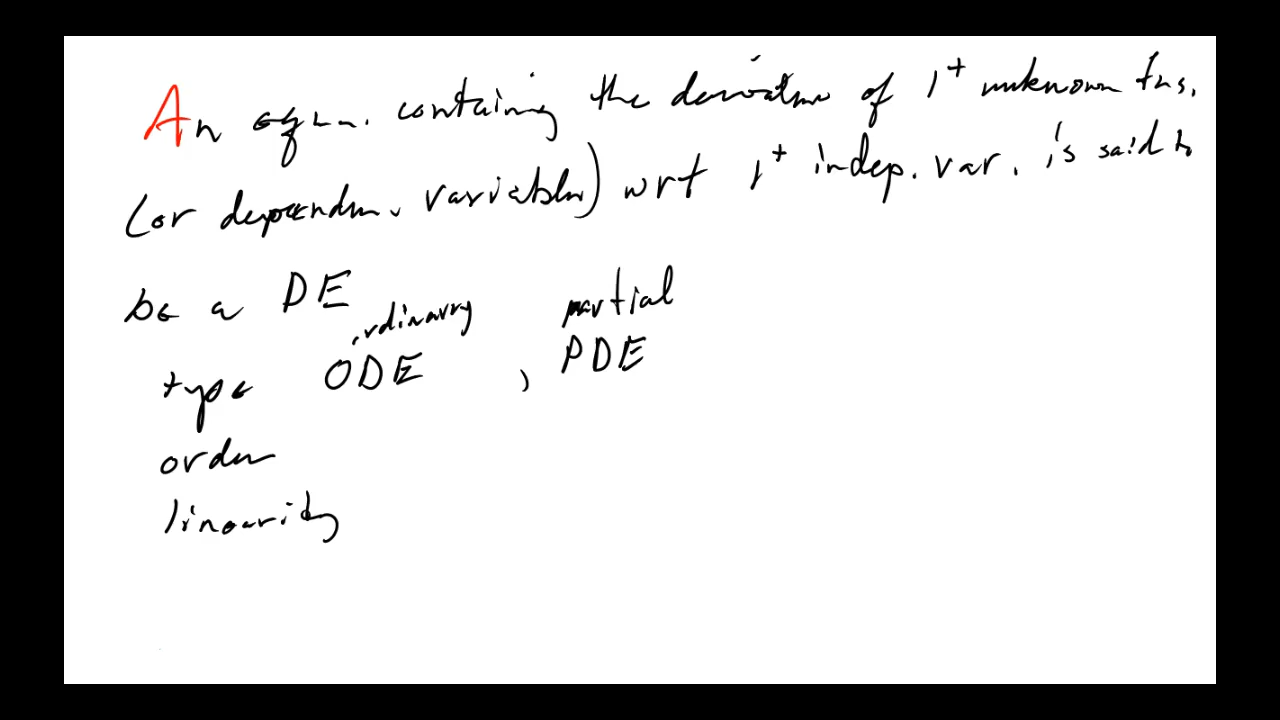 An eqn. containing the derivative of 1+ unknown fns.
(or dependen. variables) wrt 1+ indep. var. is said to
be a DE
ordinary partial
type ODE , PDE
order
linearity